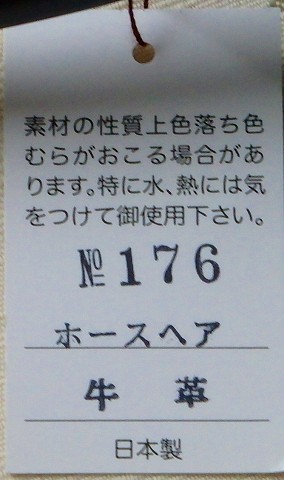 素材の性質上色落ち色
むらがおこる場合があ
ります。特に水、熱には気
をつけて御使用下さい。
№176
ホースヘア
牛 革
日本製